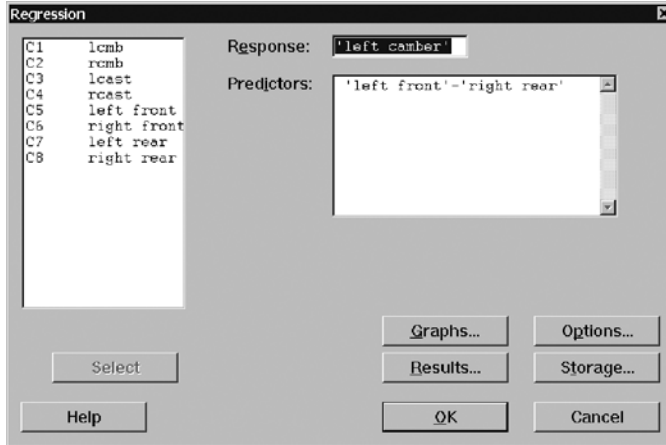 Regression
C1 lcmb
C2 rcmb
C3 lcast
C4 rcast
C5 left front
C6 right front
C7 left rear
C8 right rear
Response: 'left camber'
Predictors: 'left front'-'right rear'
Graphs... Options...
Select Results... Storage...
Help OK Cancel